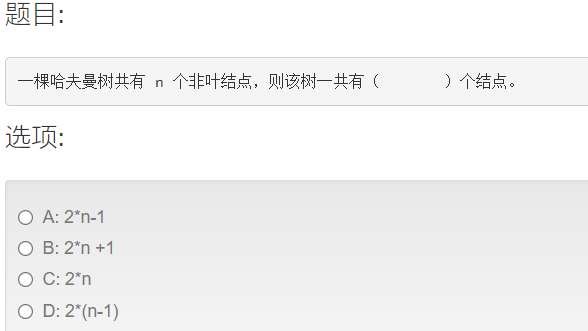 题目:
一棵哈夫曼树共有 n 个非叶结点，则该树一共有（ ）个结点。
选项:
A: 2*n-1
B: 2*n +1
C: 2*n
D: 2*(n-1)